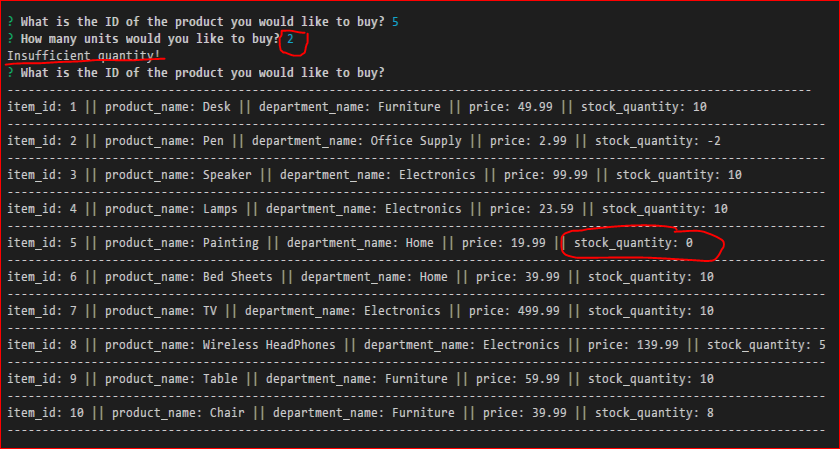 ? What is the ID of the product you would like to buy? 5
? How many units would you like to buy? 2
Insufficient quantity!
? What is the ID of the product you would like to buy?
--------------------------------------------------------------------------------------------------------------------
item_id: 1 || product_name: Desk || department_name: Furniture || price: 49.99 || stock_quantity: 10
----------------------------------------------------------------------------------------------------------------------
item_id: 2 || product_name: Pen || department_name: Office Supply || price: 2.99 || stock_quantity: -2
----------------------------------------------------------------------------------------------------------------------
item_id: 3 || product_name: Speaker || department_name: Electronics || price: 99.99 || stock_quantity: 10
----------------------------------------------------------------------------------------------------------------------
item_id: 4 || product_name: Lamps || department_name: Electronics || price: 23.59 || stock_quantity: 10
----------------------------------------------------------------------------------------------------------------------
item_id: 5 || product_name: Painting || department_name: Home || price: 19.99 || stock_quantity: 0
----------------------------------------------------------------------------------------------------------------------
item_id: 6 || product_name: Bed Sheets || department_name: Home || price: 39.99 || stock_quantity: 10
----------------------------------------------------------------------------------------------------------------------
item_id: 7 || product_name: TV || department_name: Electronics || price: 499.99 || stock_quantity: 10
----------------------------------------------------------------------------------------------------------------------
item_id: 8 || product_name: Wireless HeadPhones || department_name: Electronics || price: 139.99 || stock_quantity: 5
----------------------------------------------------------------------------------------------------------------------
item_id: 9 || product_name: Table || department_name: Furniture || price: 59.99 || stock_quantity: 10
----------------------------------------------------------------------------------------------------------------------
item_id: 10 || product_name: Chair || department_name: Furniture || price: 39.99 || stock_quantity: 8
----------------------------------------------------------------------------------------------------------------------